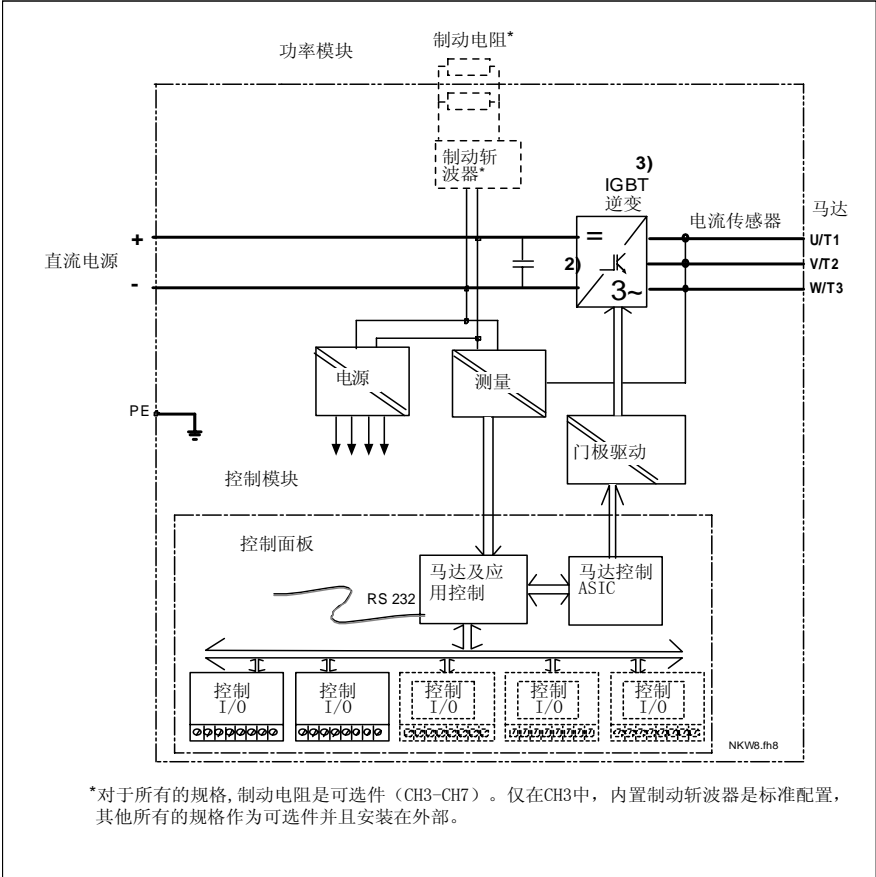 功率模块
制动电阻*
制动斩
波器*
3)
IGBT
逆变
电流传感器
马达
+
直流电源
-
=
2)
3~
U/T1
V/T2
W/T3
电源
测量
PE
门极驱动
控制模块
控制面板
马达及应
用控制
马达控制
ASIC
RS 232
控制
I/O
控制
I/O
控制
I/O
控制
I/O
控制
I/O
NKW8.fh8
*对于所有的规格,制动电阻是可选件（CH3-CH7）。仅在CH3中，内置制动斩波器是标准配置，
其他所有的规格作为可选件并且安装在外部。